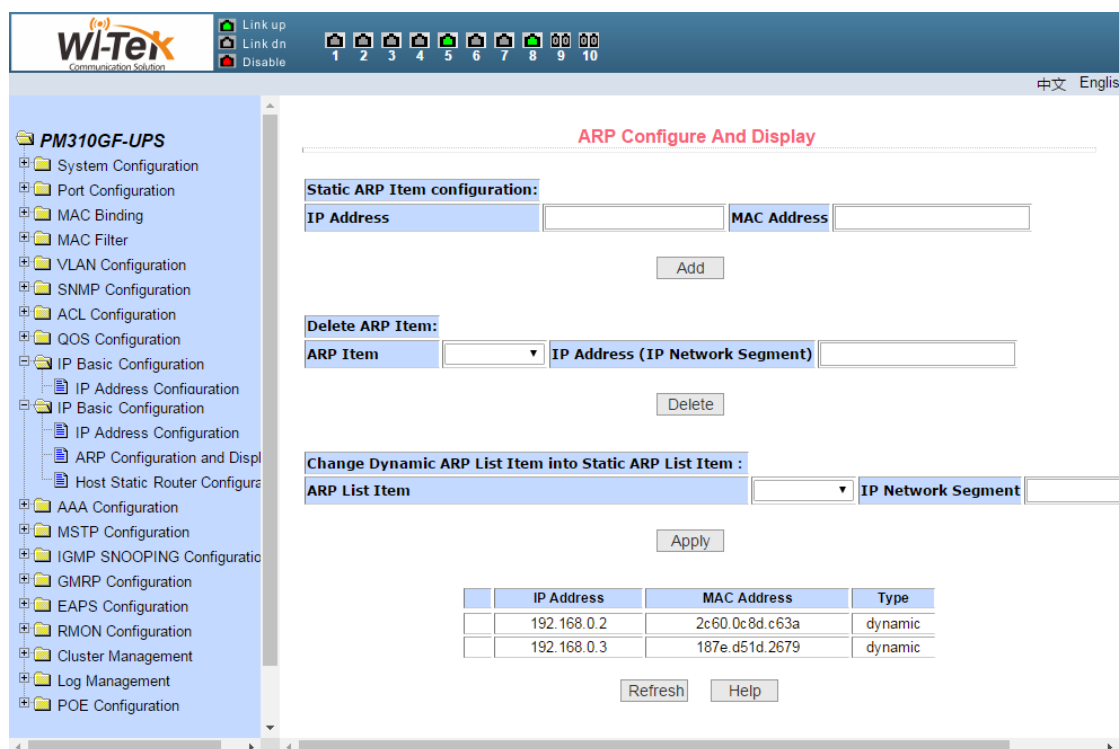 WI-TeK
Communication Solution
Link up
Link dn
Disable
1 2 3 4 5 6 7 8 9 10
中文 Englis
PM310GF-UPS
System Configuration
Port Configuration
MAC Binding
MAC Filter
VLAN Configuration
SNMP Configuration
ACL Configuration
QOS Configuration
IP Basic Configuration
IP Address Configuration
IP Basic Configuration
IP Address Configuration
ARP Configuration and Displ
Host Static Router Configura
AAA Configuration
MSTP Configuration
IGMP SNOOPING Configuratio
GMRP Configuration
EAPS Configuration
RMON Configuration
Cluster Management
Log Management
POE Configuration
ARP Configure And Display
Static ARP Item configuration:
IP Address MAC Address
Add
Delete ARP Item:
ARP Item IP Address (IP Network Segment)
Delete
Change Dynamic ARP List Item into Static ARP List Item :
ARP List Item IP Network Segment
Apply
IP Address MAC Address Type
192.168.0.2 2c60.0c8d.c63a dynamic
192.168.0.3 187e.d51d.2679 dynamic
Refresh Help